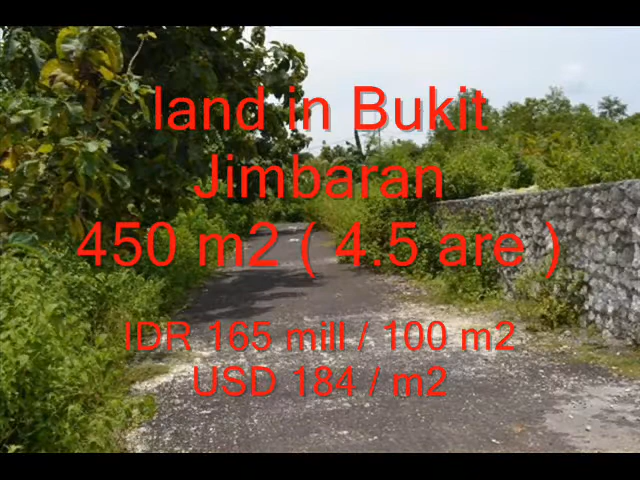 land in Bukit
Jimbaran
450 m2 ( 4.5 are )
IDR 165 mill / 100 m2
USD 184 / m2